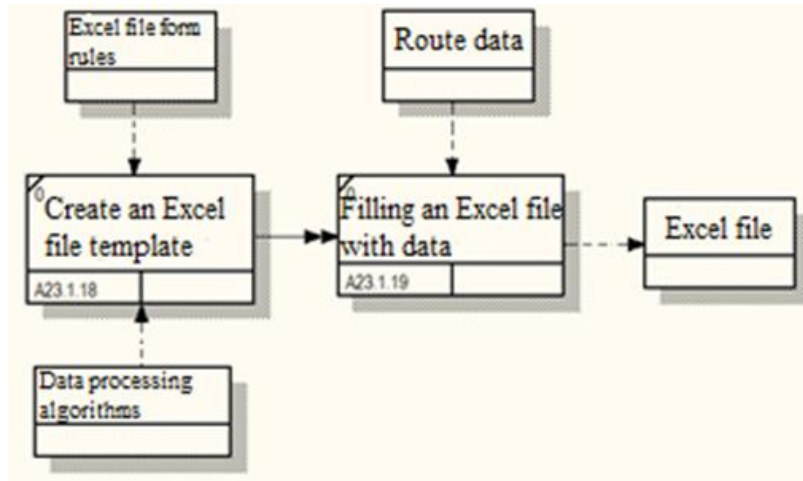 Excel file form
rules
Route data
0
Create an Excel
file template
A23.1.18
0
Filling an Excel file
with data
A23.1.19
Excel file
Data processing
algorithms